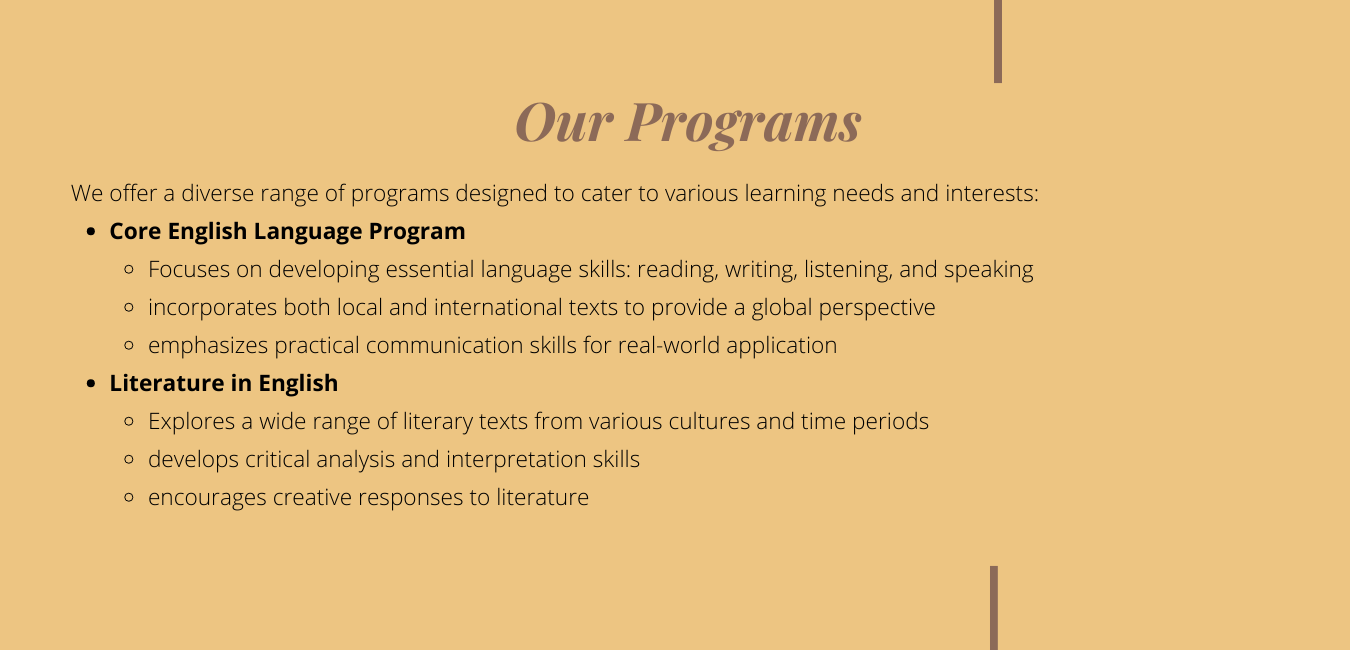 Our Programs
We offer a diverse range of programs designed to cater to various learning needs and interests:
• Core English Language Program
◦ Focuses on developing essential language skills: reading, writing, listening, and speaking
◦ incorporates both local and international texts to provide a global perspective
◦ emphasizes practical communication skills for real-world application
• Literature in English
◦ Explores a wide range of literary texts from various cultures and time periods
◦ develops critical analysis and interpretation skills
◦ encourages creative responses to literature